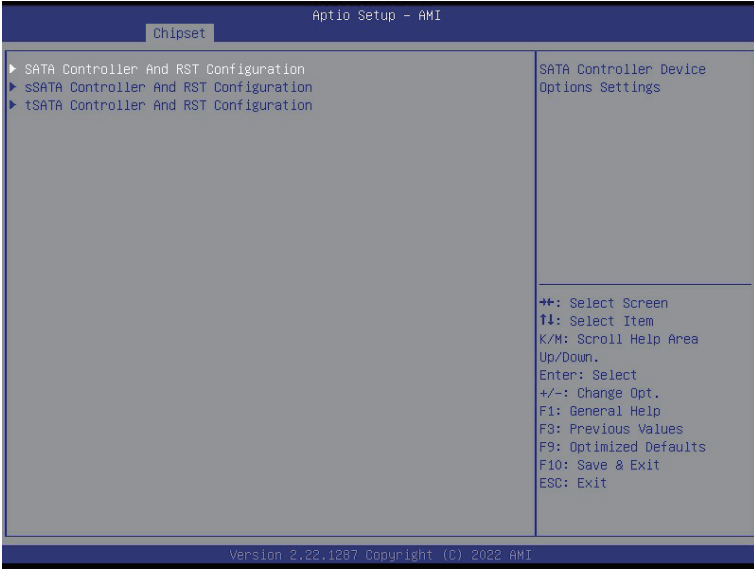 Aptio Setup – AMI
Chipset
▶ SATA Controller And RST Configuration
▶ sSATA Controller And RST Configuration
▶ tSATA Controller And RST Configuration
SATA Controller Device
Options Settings
→←: Select Screen
↑↓: Select Item
K/M: Scroll Help Area
Up/Down.
Enter: Select
+/-: Change Opt.
F1: General Help
F3: Previous Values
F9: Optimized Defaults
F10: Save & Exit
ESC: Exit
Version 2.22.1287 Copyright (C) 2022 AMI